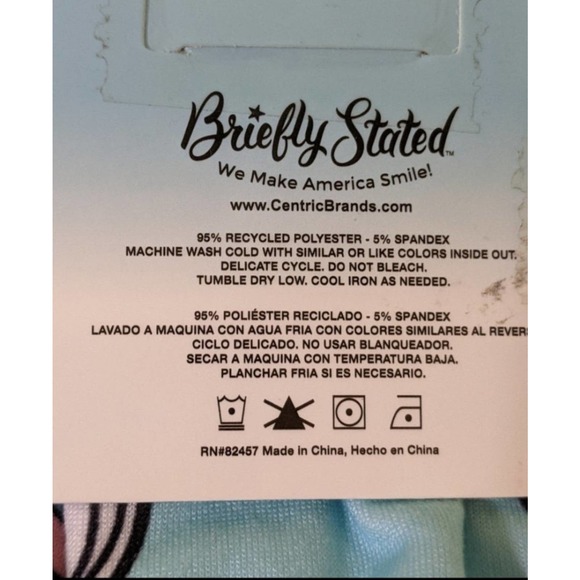 Briefly Stated™
We Make America Smile!
www.CentricBrands.com
95% RECYCLED POLYESTER - 5% SPANDEX
MACHINE WASH COLD WITH SIMILAR OR LIKE COLORS INSIDE OUT.
DELICATE CYCLE. DO NOT BLEACH.
TUMBLE DRY LOW. COOL IRON AS NEEDED.
95% POLIÉSTER RECICLADO - 5% SPANDEX
LAVADO A MAQUINA CON AGUA FRIA CON COLORES SIMILARES AL REVER
CICLO DELICADO. NO USAR BLANQUEADOR.
SECAR A MAQUINA CON TEMPERATURA BAJA.
PLANCHAR FRIA SI ES NECESARIO.
RN#82457 Made in China, Hecho en China